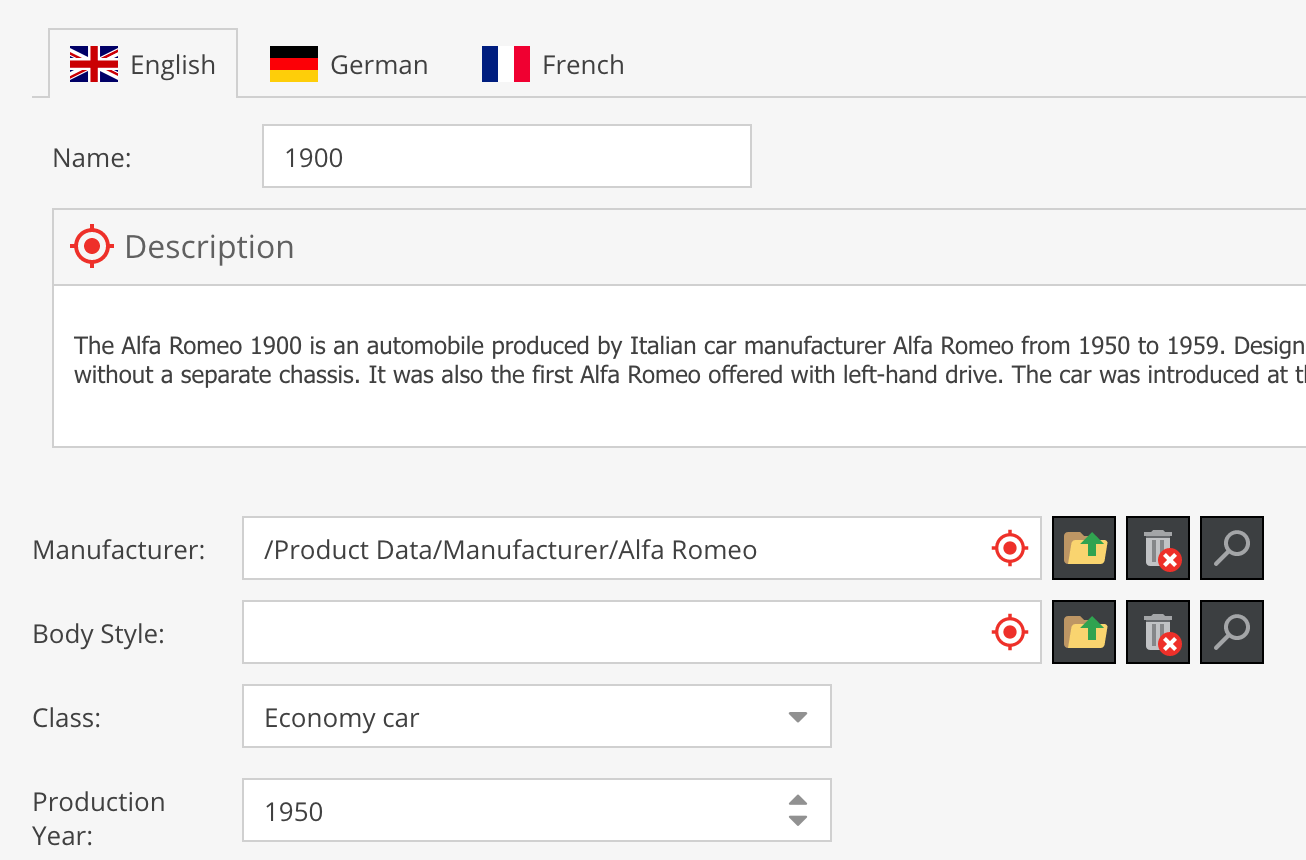 English German French
Name: 1900
Description
The Alfa Romeo 1900 is an automobile produced by Italian car manufacturer Alfa Romeo from 1950 to 1959. Design
without a separate chassis. It was also the first Alfa Romeo offered with left-hand drive. The car was introduced at
Manufacturer: /Product Data/Manufacturer/Alfa Romeo
Body Style:
Class: Economy car
Production
Year: 1950